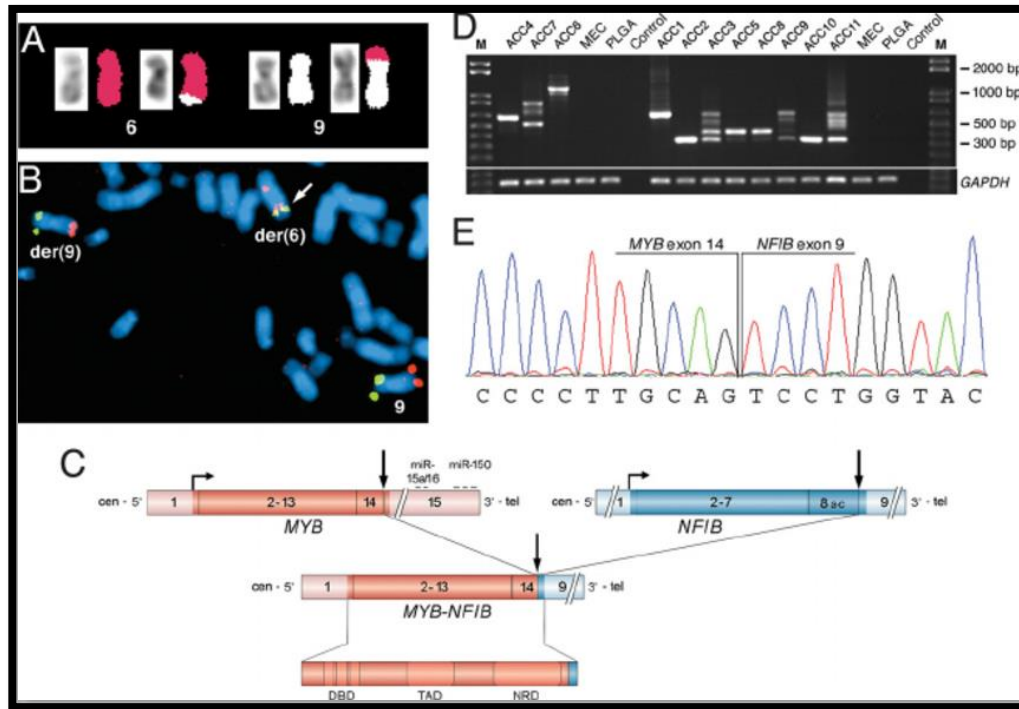 A
6
9
B
der(9)
der(6)
9
D
M
ACC4
ACC7
ACC6
MEC
PLGA
Control
ACC1
ACC2
ACC3
ACC5
ACC8
ACC9
ACC10
ACC11
MEC
PLGA
Control
M
2000 bp
1000 bp
500 bp
300 bp
GAPDH
E
MYB exon 14
NFIB exon 9
C C C C T T G C A G T C C T G G T A C
C
miR-15a/16
miR-150
cen - 5'
1
2-13
14
15
3' - tel
MYB
cen - 5'
1
2-7
8 a-c
9
3' - tel
NFIB
cen - 5'
1
2-13
14
9
3' - tel
MYB-NFIB
DBD
TAD
NRD